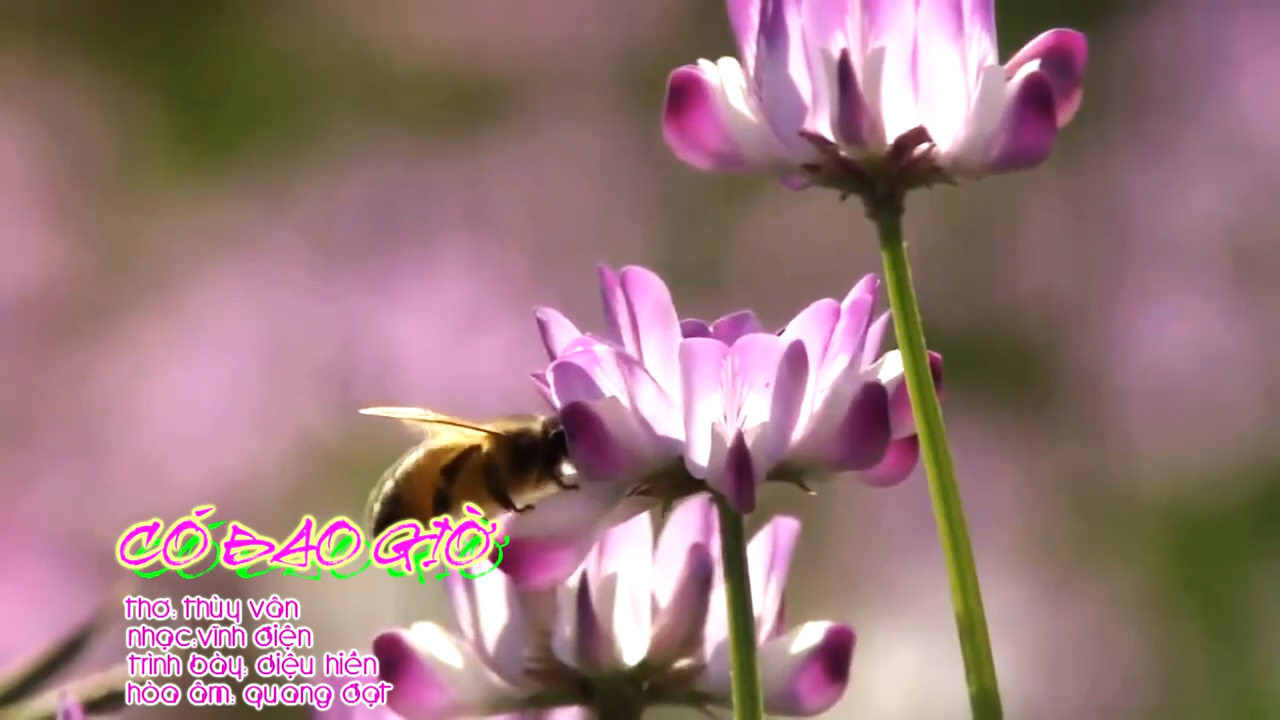 CÓ BAO GIỜ
thơ: thùy vân
nhạc:vĩnh điện
trình bày: diệu hiền
hòa âm: quang đạt